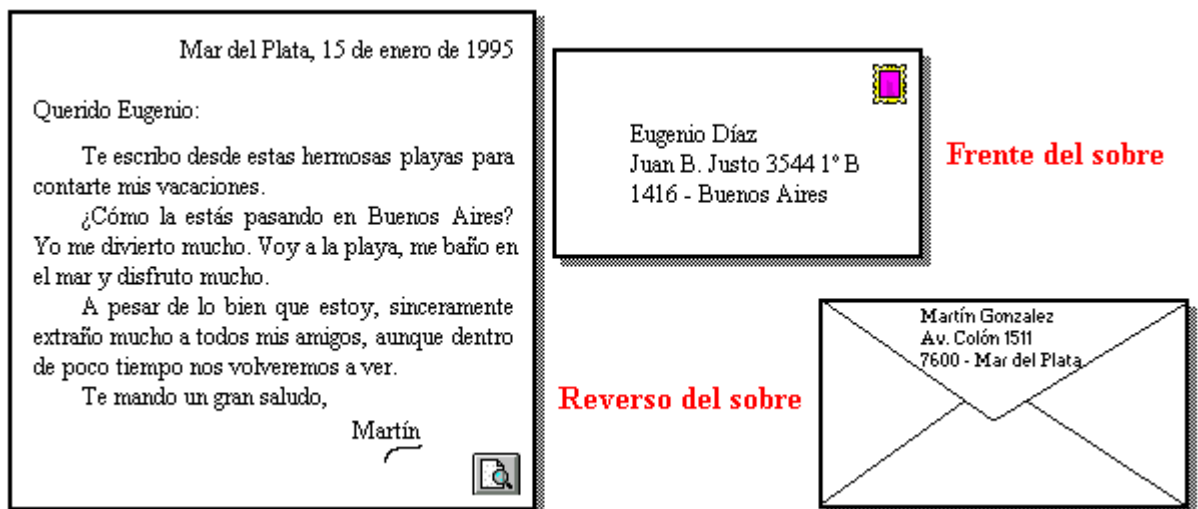 Mar del Plata, 15 de enero de 1995
Querido Eugenio:
Te escribo desde estas hermosas playas para
contarte mis vacaciones.
¿Cómo la estás pasando en Buenos Aires?
Yo me divierto mucho. Voy a la playa, me baño en
el mar y disfruto mucho.
A pesar de lo bien que estoy, sinceramente
extraño mucho a todos mis amigos, aunque dentro
de poco tiempo nos volveremos a ver.
Te mando un gran saludo,
Martín
Eugenio Díaz
Juan B. Justo 3544 1º B
1416 - Buenos Aires
Frente del sobre
Reverso del sobre
Martín Gonzalez
Av. Colón 1511
7600 - Mar del Plata